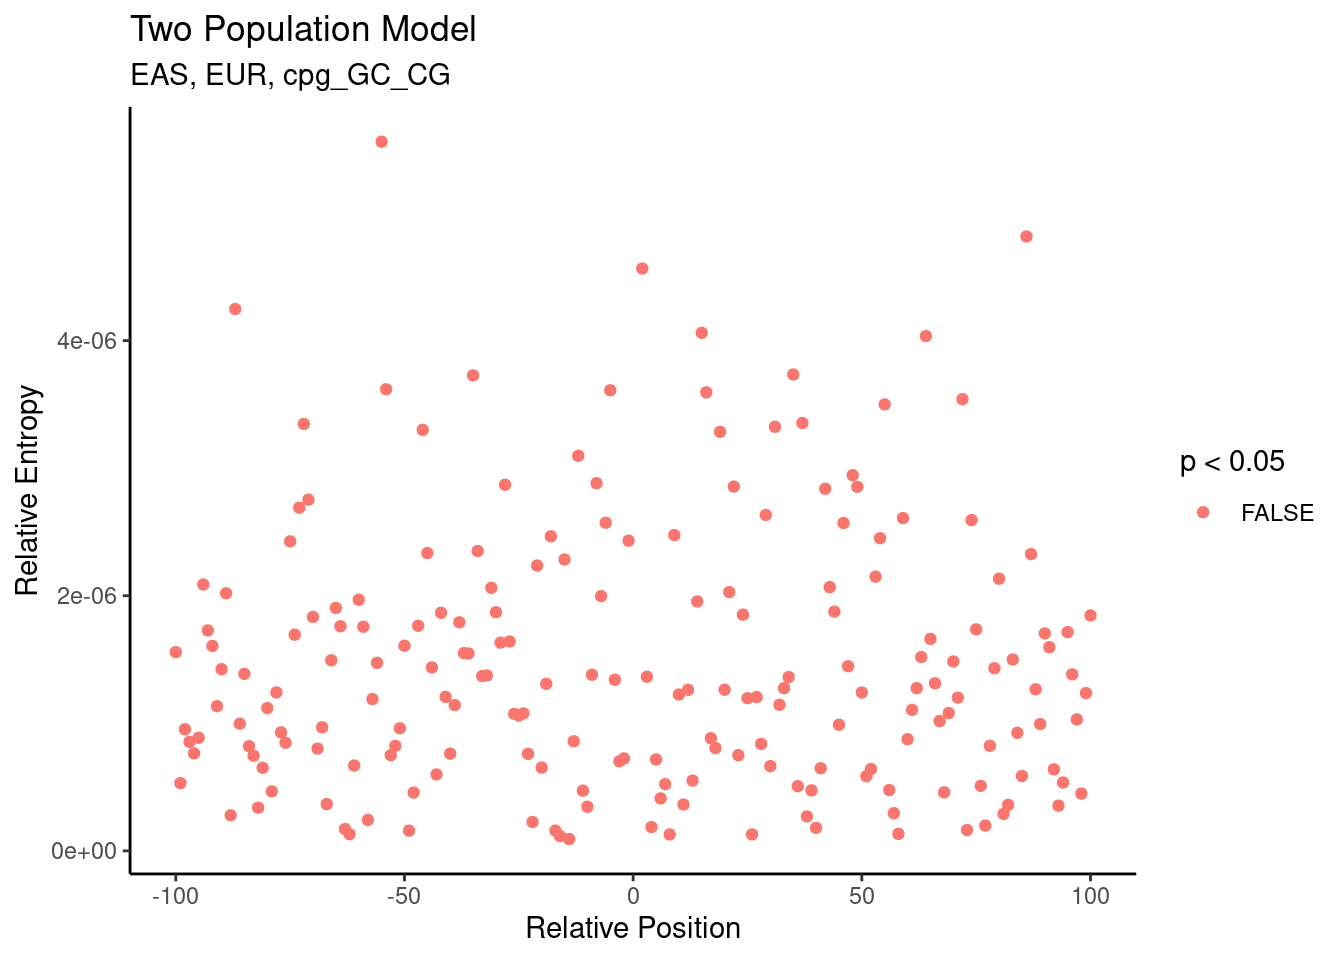 Two Population Model
EAS, EUR, cpg_GC_CG
Relative Entropy
4e-06
2e-06
0e+00
-100
-50
0
50
100
Relative Position
p < 0.05
FALSE